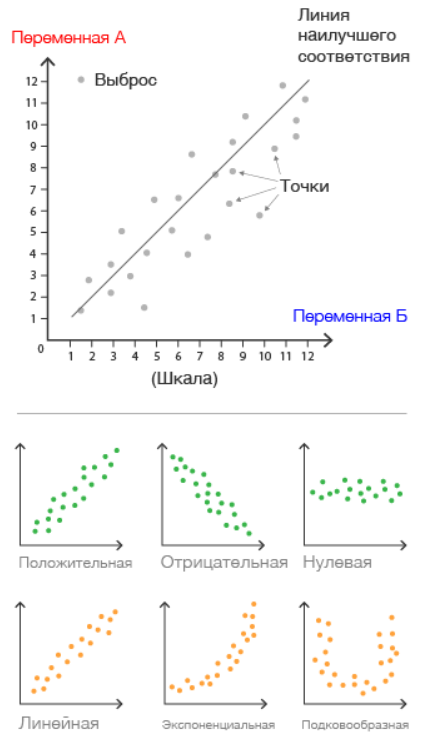 Линия
наилучшего
соответствия
Переменная А
Выброс
12
11
10
9
8
7
6
5
4
3
2
1
0
Точки
Переменная Б
1 2 3 4 5 6 7 8 9 10 11 12
(Шкала)
Положительная
Отрицательная
Нулевая
Линейная
Экспоненциальная
Подковообразная